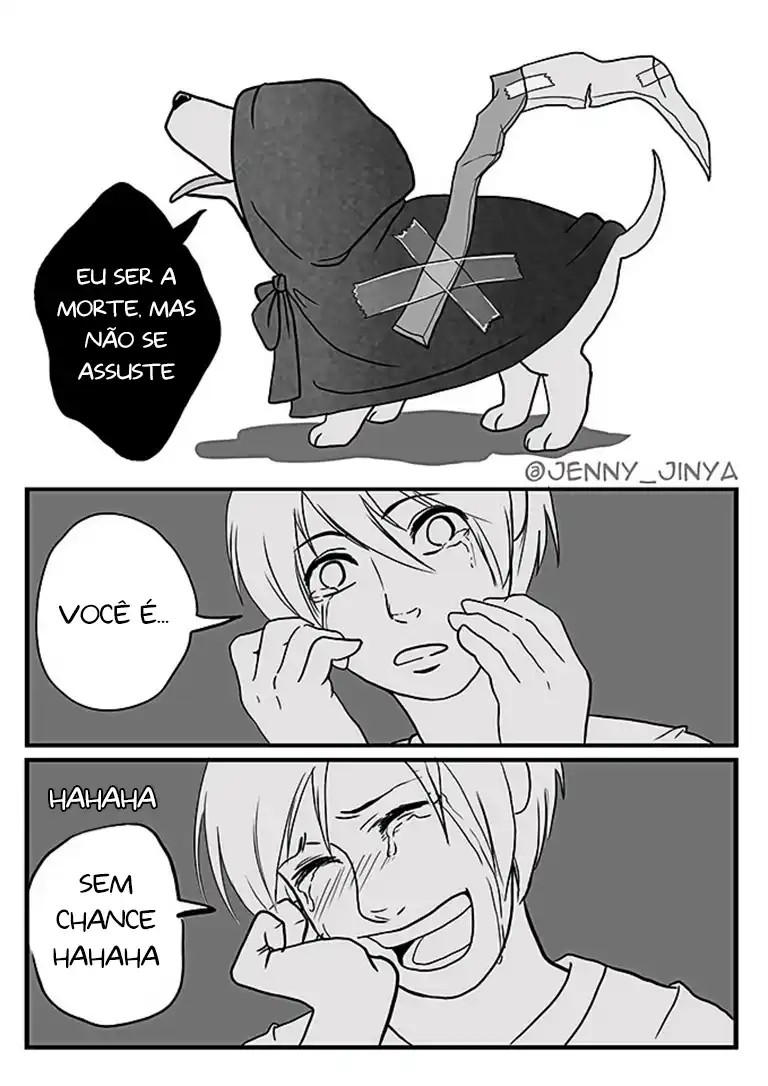 EU SER A
MORTE, MAS
NÃO SE
ASSUSTE
@JENNY_JINYA
VOCÊ É...
HAHAHA
SEM
CHANCE
HAHAHA